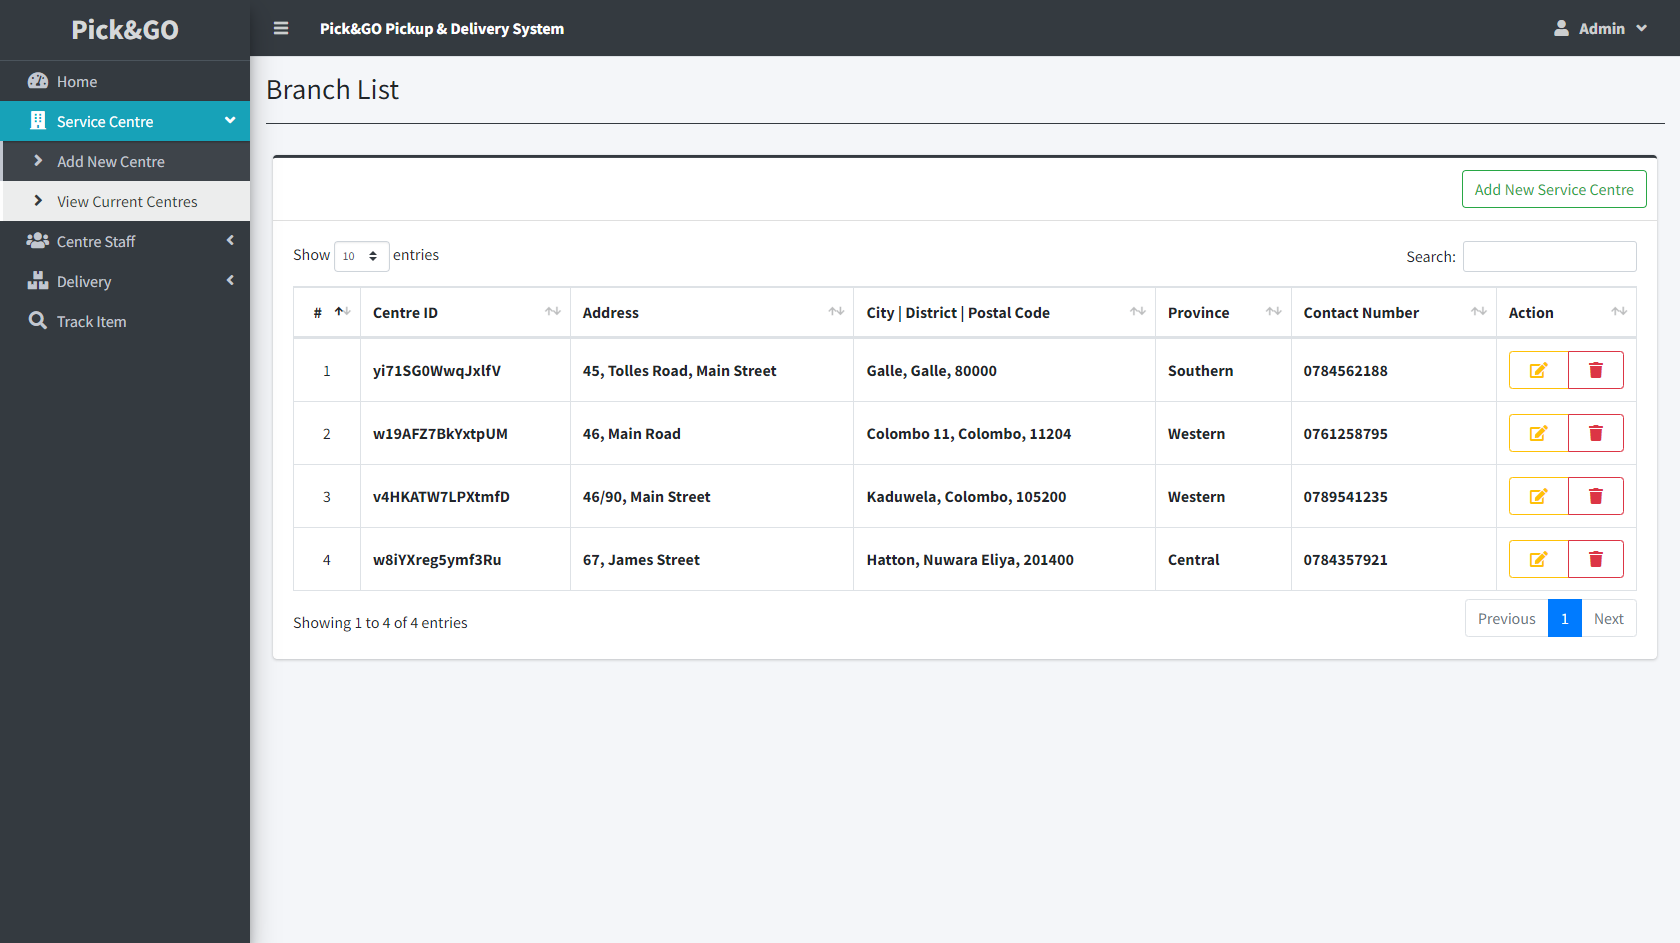 Pick&GO
Pick&GO Pickup & Delivery System
Admin
Home
Service Centre
Add New Centre
View Current Centres
Centre Staff
Delivery
Track Item
Branch List
Add New Service Centre
Show 10 entries
Search:
# Centre ID Address City | District | Postal Code Province Contact Number Action
1 yi71SG0WwqJxlfV 45, Tolles Road, Main Street Galle, Galle, 80000 Southern 0784562188
2 w19AFZ7BkYxtpUM 46, Main Road Colombo 11, Colombo, 11204 Western 0761258795
3 v4HKATW7LPXtmfD 46/90, Main Street Kaduwela, Colombo, 105200 Western 0789541235
4 w8iYXreg5ymf3Ru 67, James Street Hatton, Nuwara Eliya, 201400 Central 0784357921
Showing 1 to 4 of 4 entries
Previous 1 Next